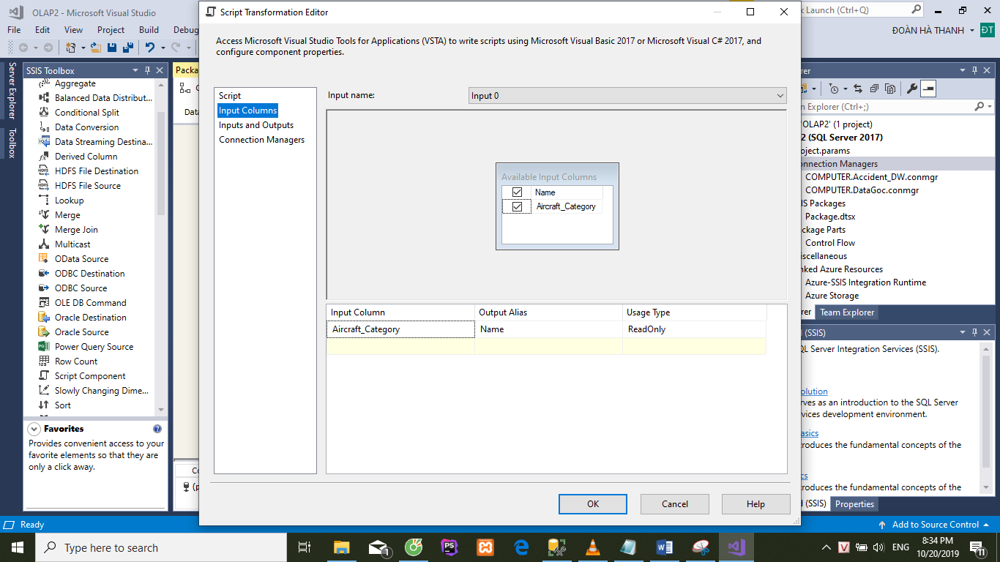 OLAP2 - Microsoft Visual Studio
Launch (Ctrl+Q)
File Edit View Project Build Debug
ĐOÀN HÀ THANH ĐT
Script Transformation Editor
Access Microsoft Visual Studio Tools for Applications (VSTA) to write scripts using Microsoft Visual Basic 2017 or Microsoft Visual C# 2017, and
configure component properties.
Server Explorer
Toolbox
SSIS Toolbox
Aggregate
Balanced Data Distribut...
Conditional Split
Data Conversion
Data Streaming Destina...
Derived Column
HDFS File Destination
HDFS File Source
Lookup
Merge
Merge Join
Multicast
OData Source
ODBC Destination
ODBC Source
OLE DB Command
Oracle Destination
Oracle Source
Power Query Source
Row Count
Script Component
Slowly Changing Dime...
Sort
Favorites
Provides convenient access to your
favorite elements so that they are
only a click away.
Packa
Dat
Co
(p
Script
Input Columns
Inputs and Outputs
Connection Managers
Input name:
Input 0
Available Input Columns
Name
Aircraft_Category
Input Column Output Alias Usage Type
Aircraft_Category Name ReadOnly
OK Cancel Help
rer
n Explorer (Ctrl+;)
'OLAP2' (1 project)
2 (SQL Server 2017)
oject.params
nnection Managers
COMPUTER.Accident_DW.conmgr
COMPUTER.DataGoc.conmgr
IS Packages
Package.dtsx
ckage Parts
Control Flow
iscellaneous
nked Azure Resources
Azure-SSIS Integration Runtime
Azure Storage
rer Team Explorer
d (SSIS)
QL Server Integration Services (SSIS).
olution
rves as an introduction to the SQL Server
vices development environment.
asics
roduces the fundamental concepts of the
cs
roduces the fundamental concepts of the
d (SSIS) Properties
Ready
Add to Source Control
Type here to search
1
PS
W
V
ENG
8:34 PM
10/20/2019
11